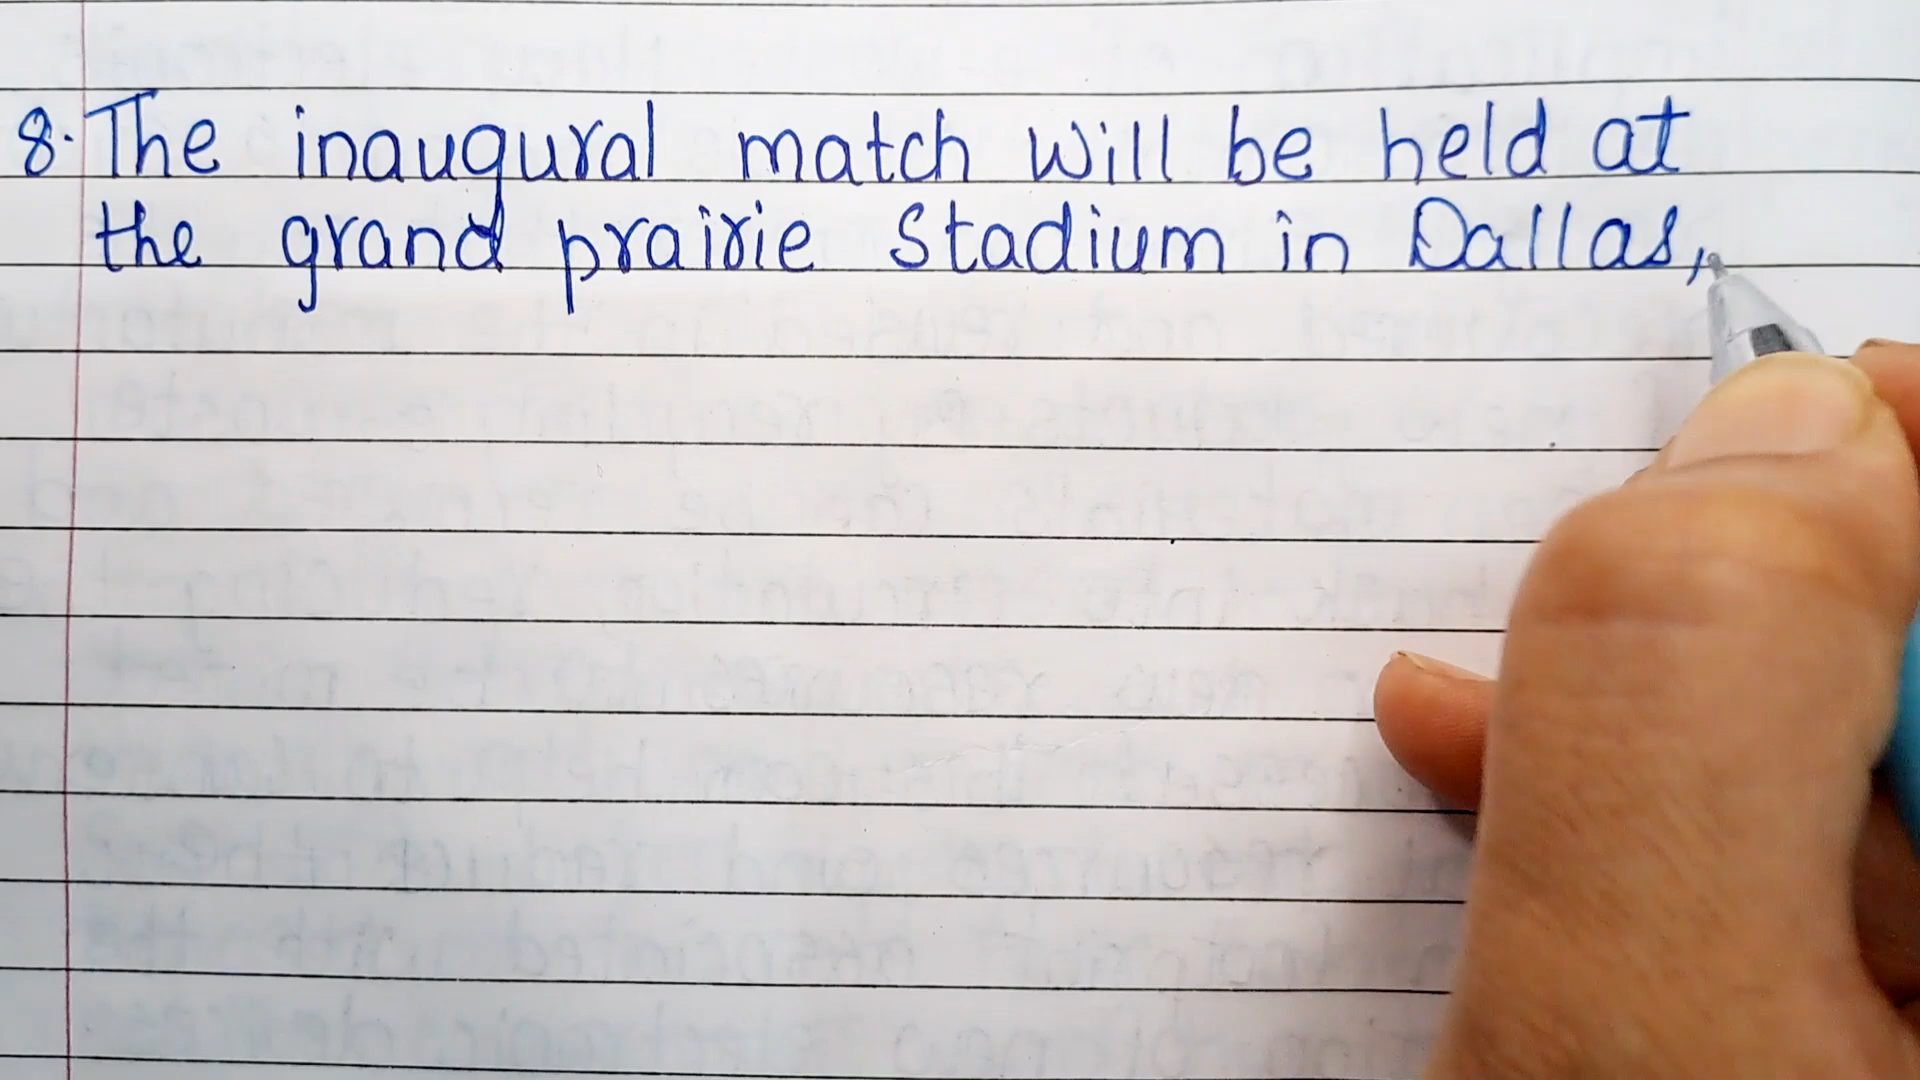 8. The inaugural match will be held at
the grand prairie Stadium in Dallas,